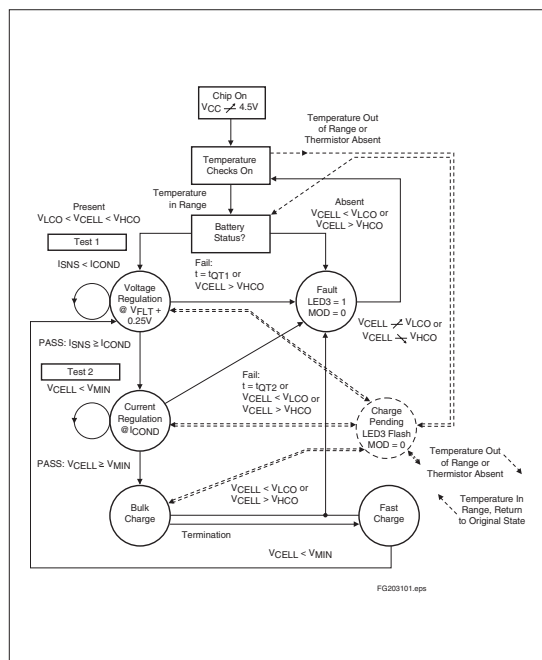 Chip On
VCC ↗ 4.5V
Temperature Out
of Range or
Thermistor Absent
Temperature
Checks On
Temperature
in Range
Present
VLCO < VCELL < VHCO
Absent
VCELL < VLCO or
VCELL > VHCO
Battery
Status?
Test 1
ISNS < ICOND
Fail:
t = tQT1 or
VCELL > VHCO
Voltage
Regulation
@ VFLT +
0.25V
Fault
LED3 = 1
MOD = 0
VCELL ↗ VLCO or
VCELL ↘ VHCO
PASS: ISNS ≥ ICOND
Test 2
VCELL < VMIN
Fail:
t = tQT2 or
VCELL < VLCO or
VCELL > VHCO
Current
Regulation
@ICOND
Charge
Pending
LED3 Flash
MOD = 0
Temperature Out
of Range or
Thermistor Absent
PASS: VCELL ≥ VMIN
VCELL < VLCO or
VCELL > VHCO
Temperature In
Range, Return
to Original State
Bulk
Charge
Fast
Charge
Termination
VCELL < VMIN
FG203101.eps